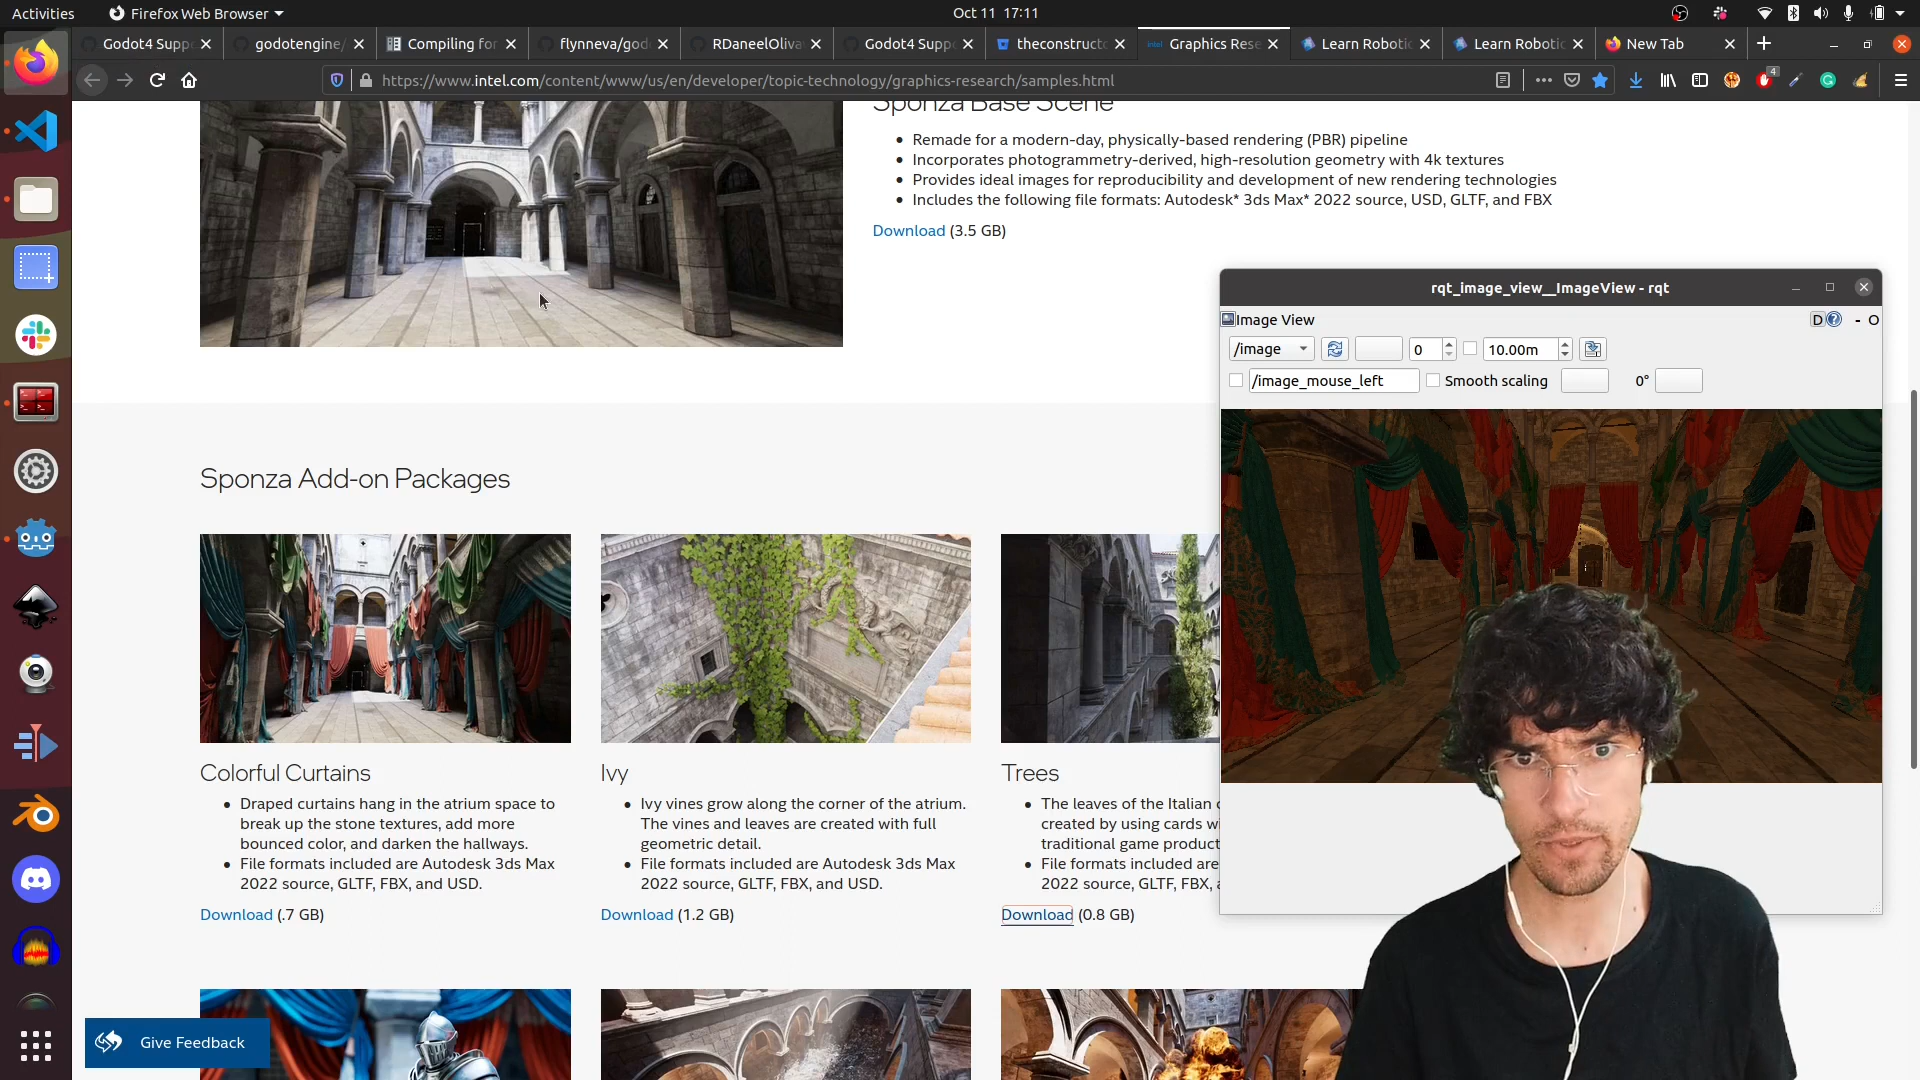 Activities
Firefox Web Browser
Oct 11 17:11
Godot4 Supp
godotengine/
Compiling for
flynneva/god
RDaneelOliva
Godot4 Supp
theconstruct
Graphics Rese
Learn Robotic
Learn Robotic
New Tab
https://www.intel.com/content/www/us/en/developer/topic-technology/graphics-research/samples.html
4
Sponza Base Scene
Remade for a modern-day, physically-based rendering (PBR) pipeline
Incorporates photogrammetry-derived, high-resolution geometry with 4k textures
Provides ideal images for reproducibility and development of new rendering technologies
Includes the following file formats: Autodesk* 3ds Max* 2022 source, USD, GLTF, and FBX
Download (3.5 GB)
rqt_image_view__ImageView - rqt
Image View
D
- O
/image
0
10.00m
/image_mouse_left
Smooth scaling
0°
Sponza Add-on Packages
Colorful Curtains
Draped curtains hang in the atrium space to
break up the stone textures, add more
bounced color, and darken the hallways.
File formats included are Autodesk 3ds Max
2022 source, GLTF, FBX, and USD.
Download (.7 GB)
Ivy
Ivy vines grow along the corner of the atrium.
The vines and leaves are created with full
geometric detail.
File formats included are Autodesk 3ds Max
2022 source, GLTF, FBX, and USD.
Download (1.2 GB)
Trees
The leaves of the Italian
created by using cards
traditional game product
File formats included are
2022 source, GLTF, FBX,
Download (0.8 GB)
Give Feedback